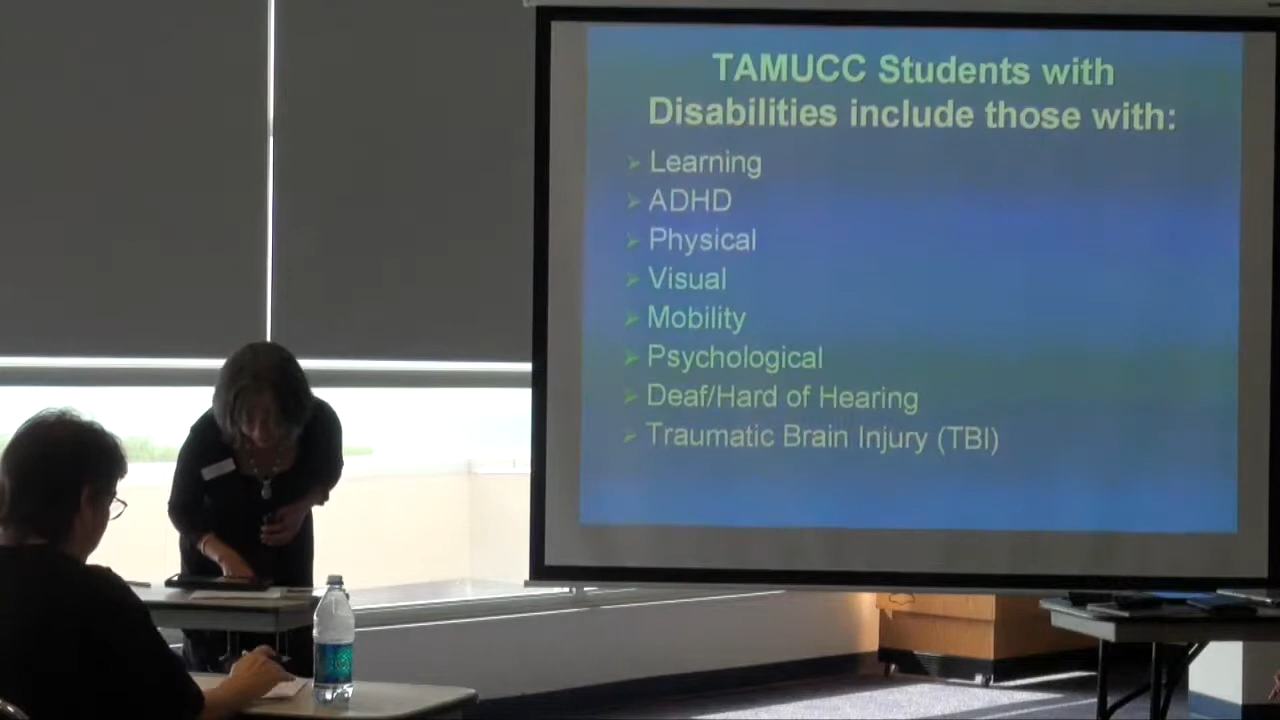 TAMUCC Students with
Disabilities include those with:
Learning
ADHD
Physical
Visual
Mobility
Psychological
Deaf/Hard of Hearing
Traumatic Brain Injury (TBI)